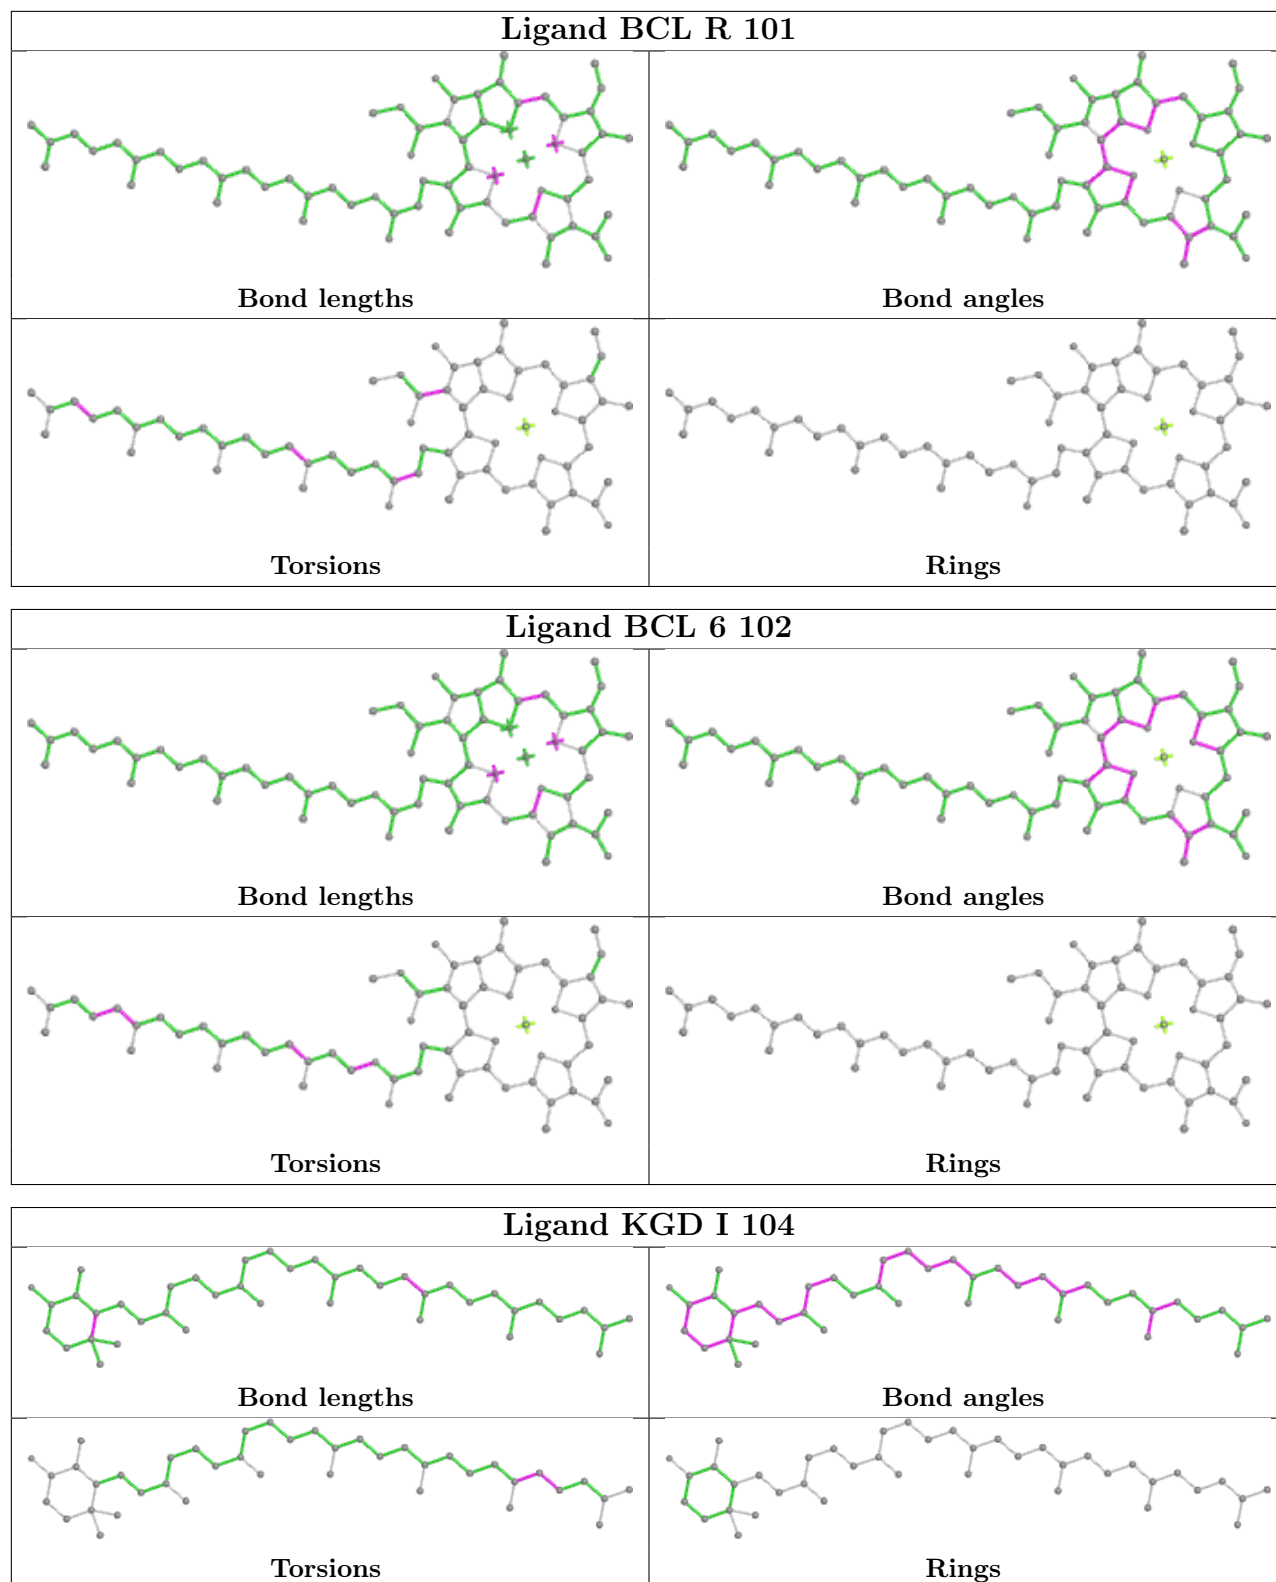 Ligand BCL R 101
Bond lengths
Bond angles
Torsions
Rings
Ligand BCL 6 102
Bond lengths
Bond angles
Torsions
Rings
Ligand KGD I 104
Bond lengths
Bond angles
Torsions
Rings